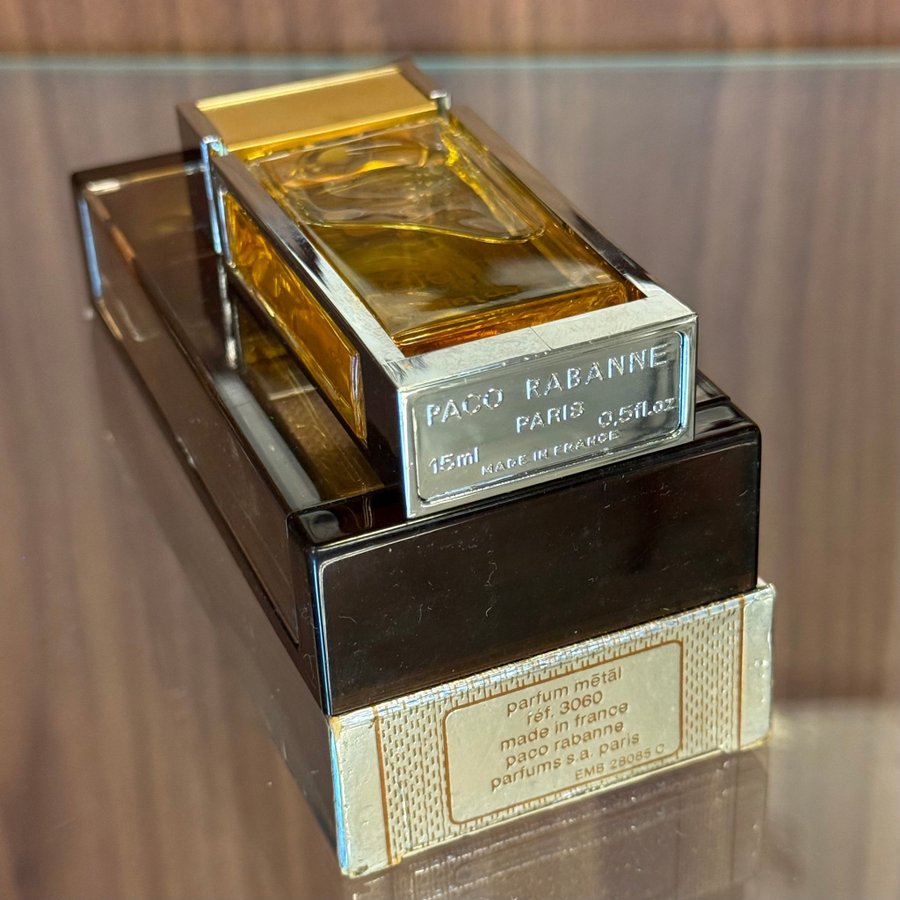 PACO RABANNE
PARIS 0,5fl.oz
15ml MADE IN FRANCE
parfum métal
réf. 3060
made in france
paco rabanne
parfums s.a. paris
EMB 28085 C